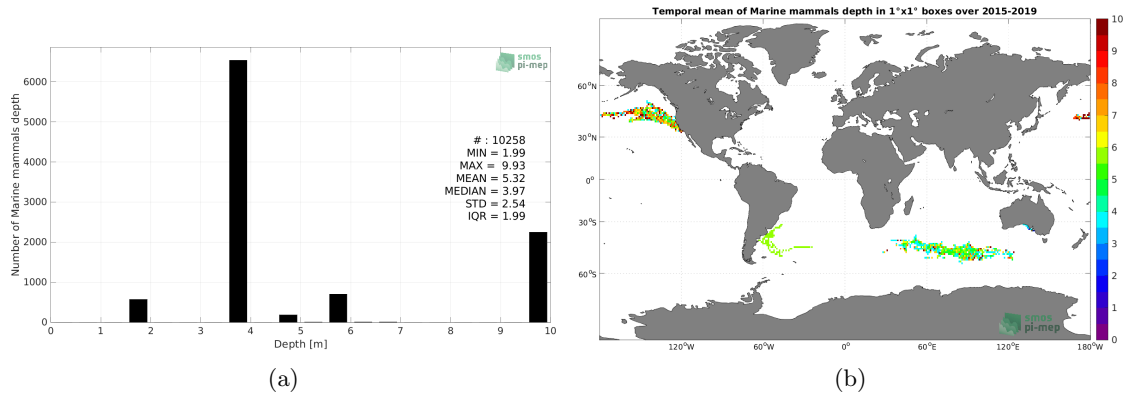 smos
pi-mep
Number of Marine mammals depth
6000
5000
4000
3000
2000
1000
0
# : 10258
MIN = 1.99
MAX = 9.93
MEAN = 5.32
MEDIAN = 3.97
STD = 2.54
IQR = 1.99
0 1 2 3 4 5 6 7 8 9 10
Depth [m]
(a)
Temporal mean of Marine mammals depth in 1°x1° boxes over 2015-2019
60°N
30°N
0°
30°S
60°S
120°W 60°W 0° 60°E 120°E 180°W
smos
pi-mep
10
9
8
7
6
5
4
3
2
1
0
(b)